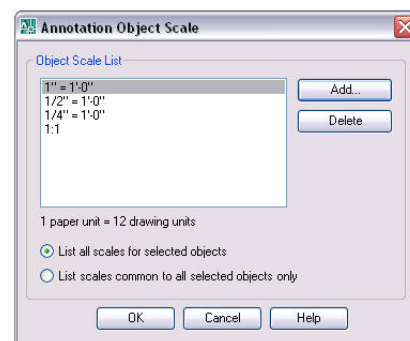 Annotation Object Scale
Object Scale List
1" = 1'-0"
1/2" = 1'-0"
1/4" = 1'-0"
1:1
Add...
Delete
1 paper unit = 12 drawing units
List all scales for selected objects
List scales common to all selected objects only
OK
Cancel
Help